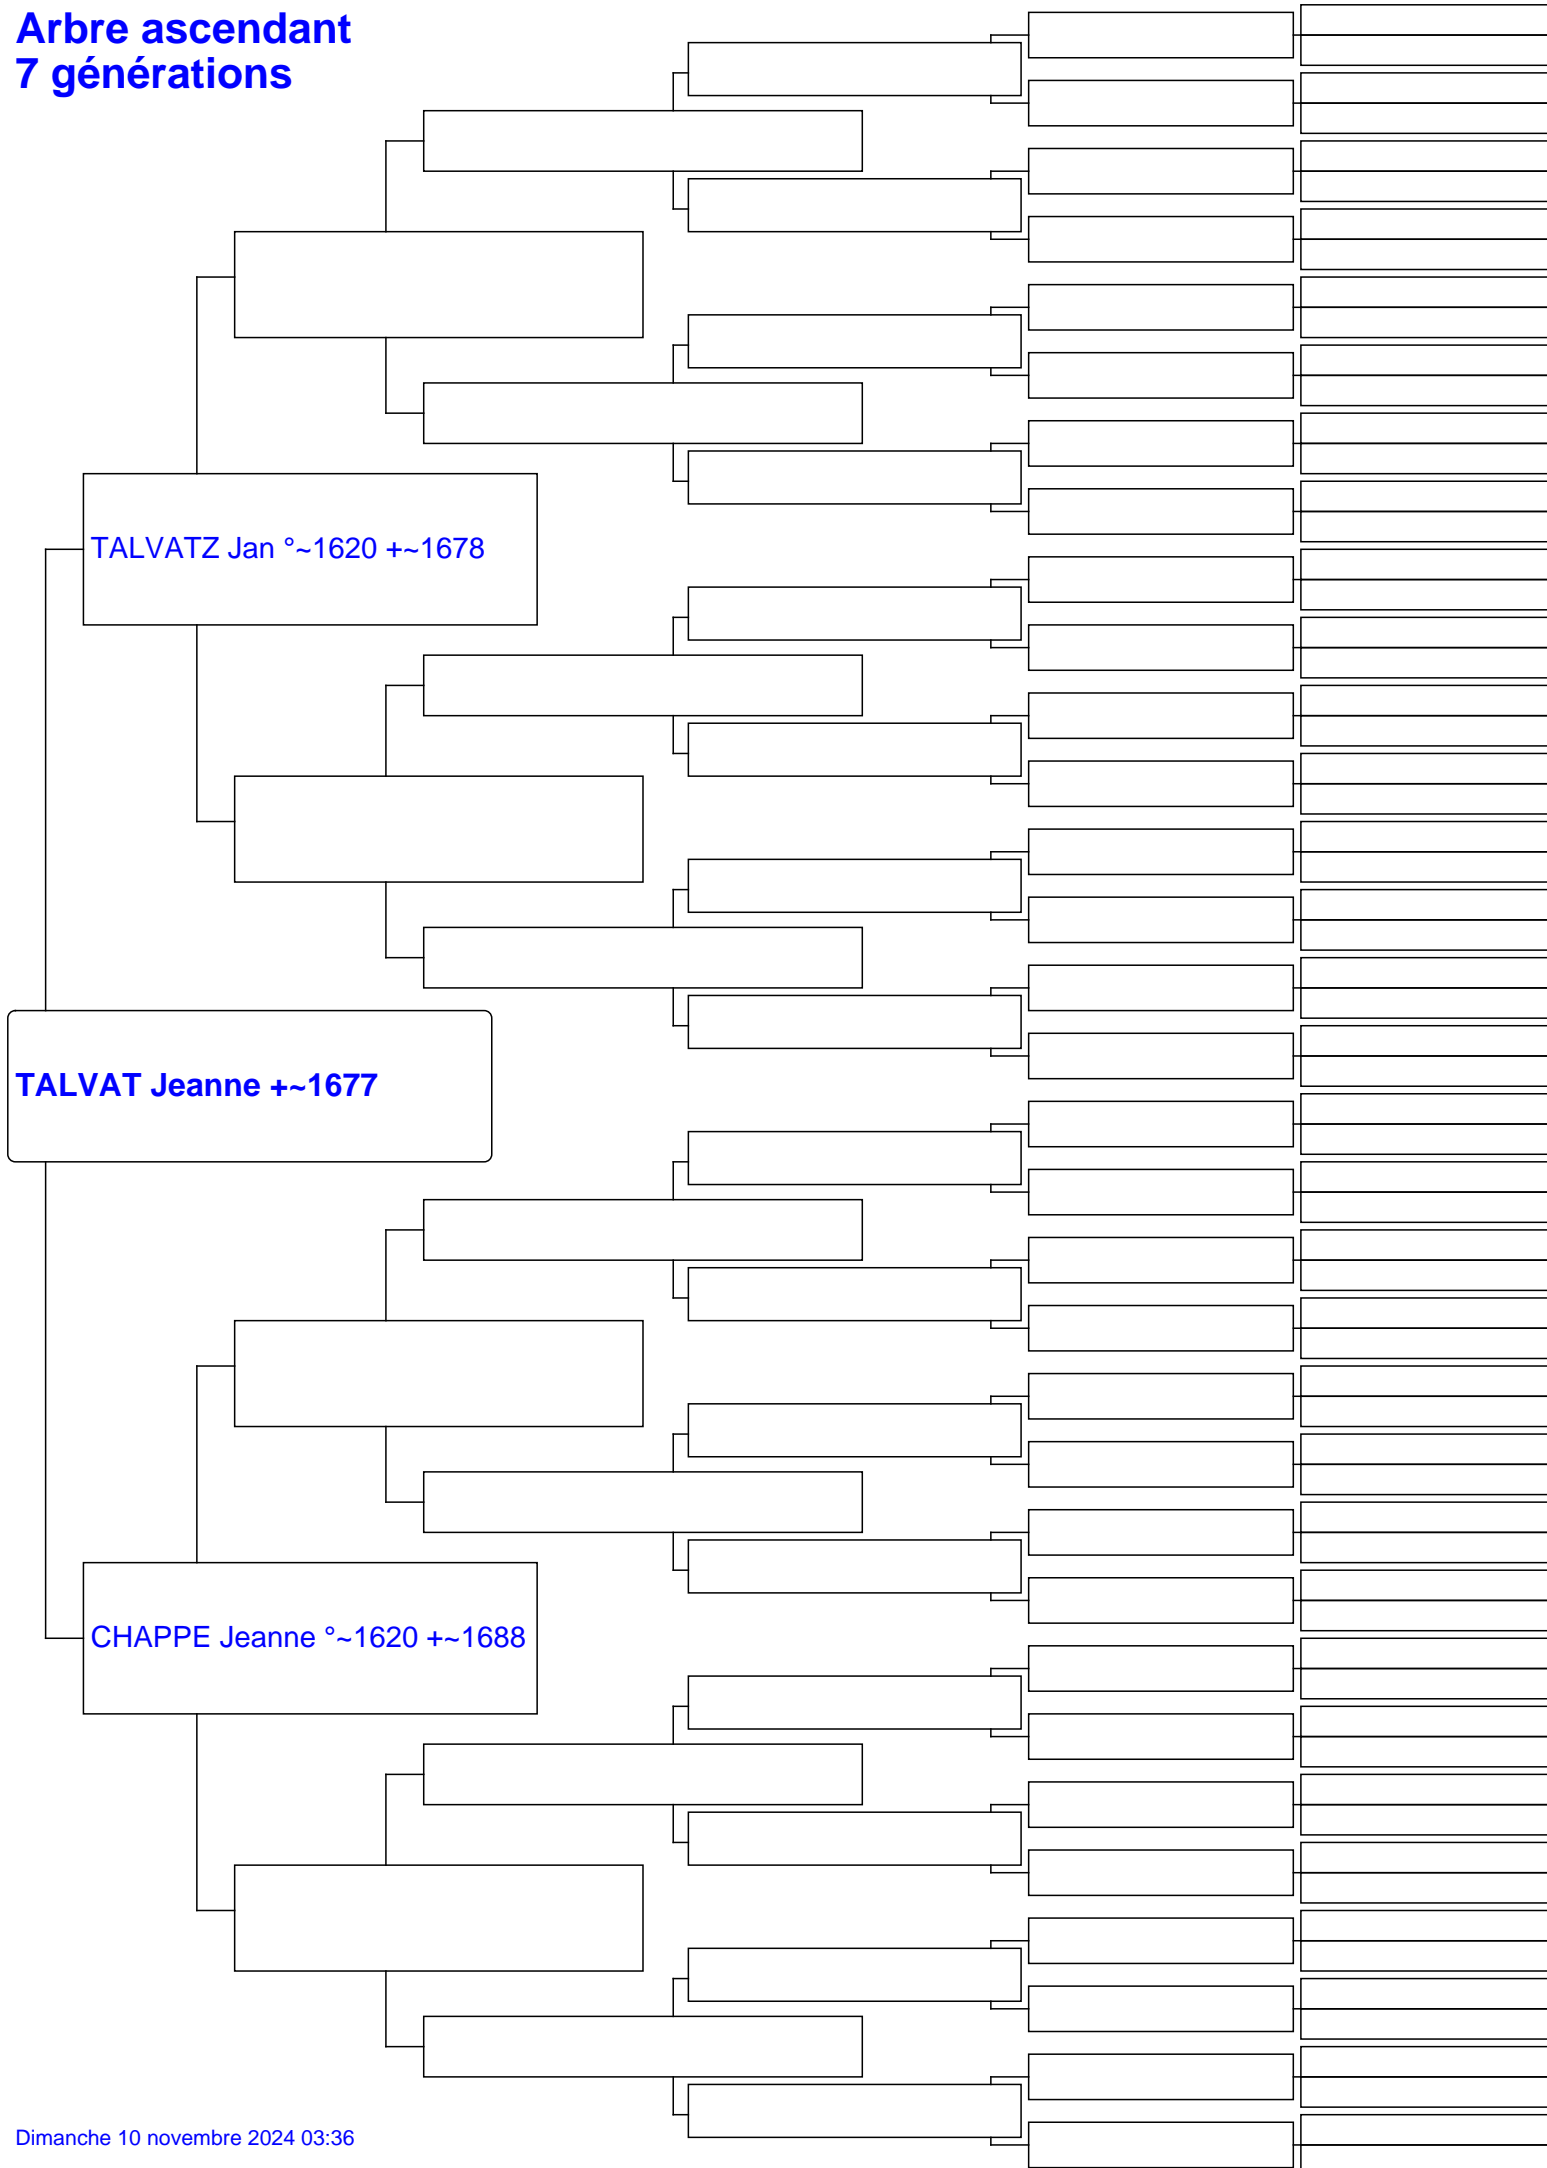 Arbre ascendant
7 générations
TALVATZ Jan °~1620 +~1678
TALVAT Jeanne +~1677
CHAPPE Jeanne °~1620 +~1688
Dimanche 10 novembre 2024 03:36